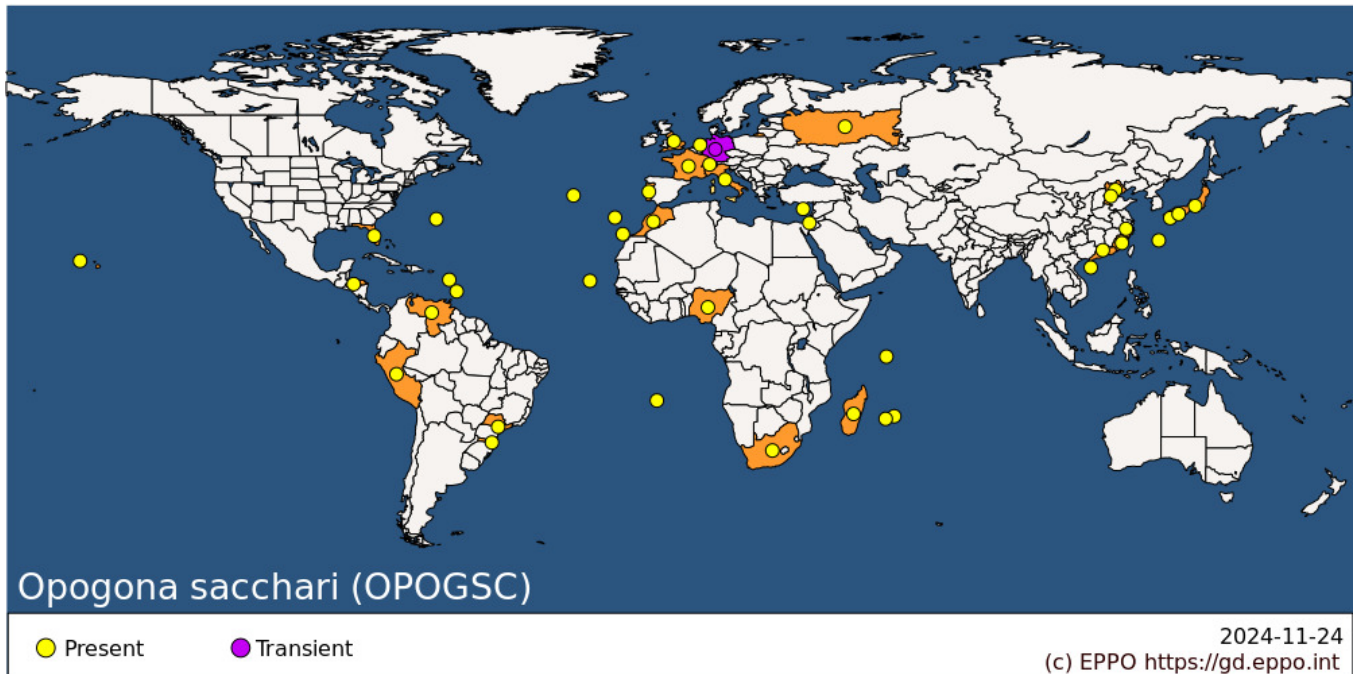 Opogona sacchari (OPOGSC)
Present
Transient
2024-11-24
(c) EPPO https://gd.eppo.int